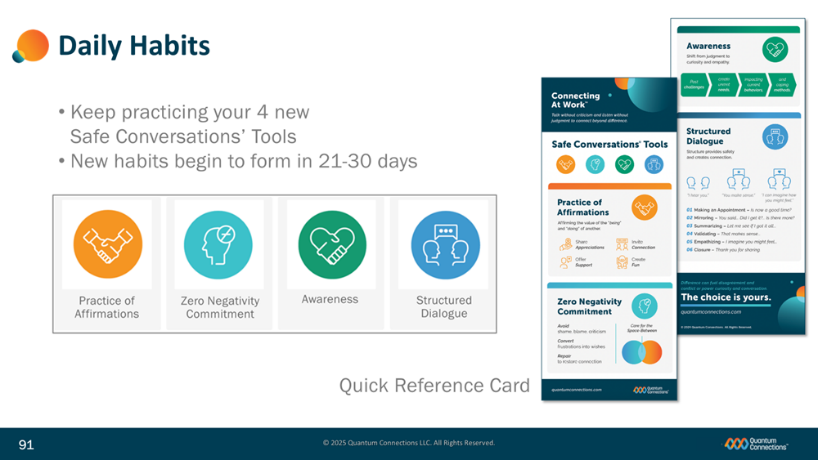 Daily Habits
• Keep practicing your 4 new
Safe Conversations' Tools
• New habits begin to form in 21-30 days
Practice of
Affirmations
Zero Negativity
Commitment
Awareness
Structured
Dialogue
Quick Reference Card
Connecting
At Work™
Talk without criticism and listen without
judgment to connect beyond difference.
Safe Conversations® Tools
Practice of
Affirmations
Affirming the value of the "being"
and "doing" of another.
Share
Appreciations
Invite
Connection
Offer
Support
Create
Fun
Zero Negativity
Commitment
Avoid
shame, blame, criticism
Convert
frustrations into wishes
Repair
to restore connection
Care for the
Space-Between
quantumconnections.com
Quantum
Connections
Awareness
Shift from judgment to
curiosity and empathy.
Past
challenges
create
unmet
needs
impacting
current
behaviors
and
coping
methods
Structured
Dialogue
Structure provides safety
and creates connection.
"I hear you."
"You make sense."
"I can imagine how
you might feel."
01 Making an Appointment – Is now a good time?
02 Mirroring – You said... Did I get it? . Is there more?
03 Summarizing – Let me see if I got it all...
04 Validating – That makes sense...
05 Empathizing – I imagine you might feel...
06 Closure – Thank you for sharing
Difference can fuel disagreement and
conflict or power curiosity and conversation.
The choice is yours.
quantumconnections.com
© 2025 Quantum Connections. All Rights Reserved.
91
© 2025 Quantum Connections LLC. All Rights Reserved.
Quantum
Connections™